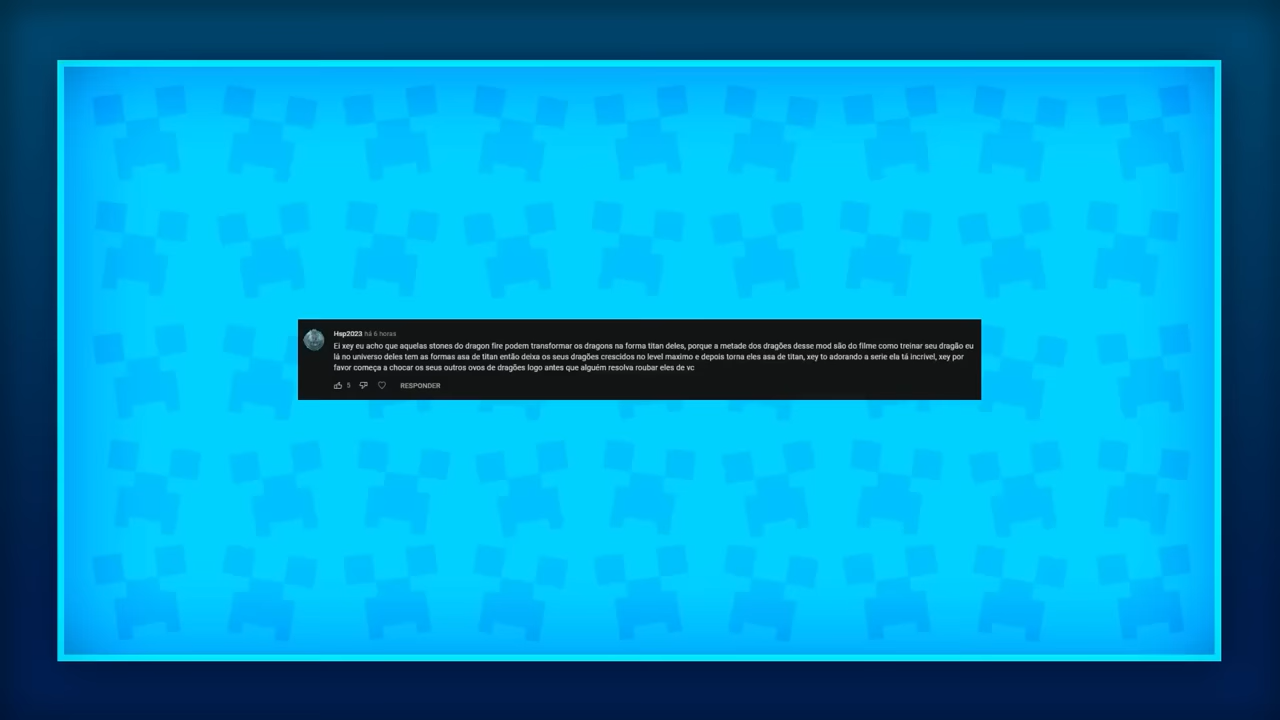 Hsp2023 há 6 horas
Ei xey eu acho que aquelas stones do dragon fire podem transformar os dragons na forma titan deles, porque a metade dos dragões desse mod são do filme como treinar seu dragão eu
lá no universo deles tem as formas asa de titan então deixa os seus dragões crescidos no level maximo e depois torna eles asa de titan, xey to adorando a serie ela tá incrivel, xey por
favor começa a chocar os seus outros ovos de dragões logo antes que alguém resolva roubar eles de vc
5 RESPONDER